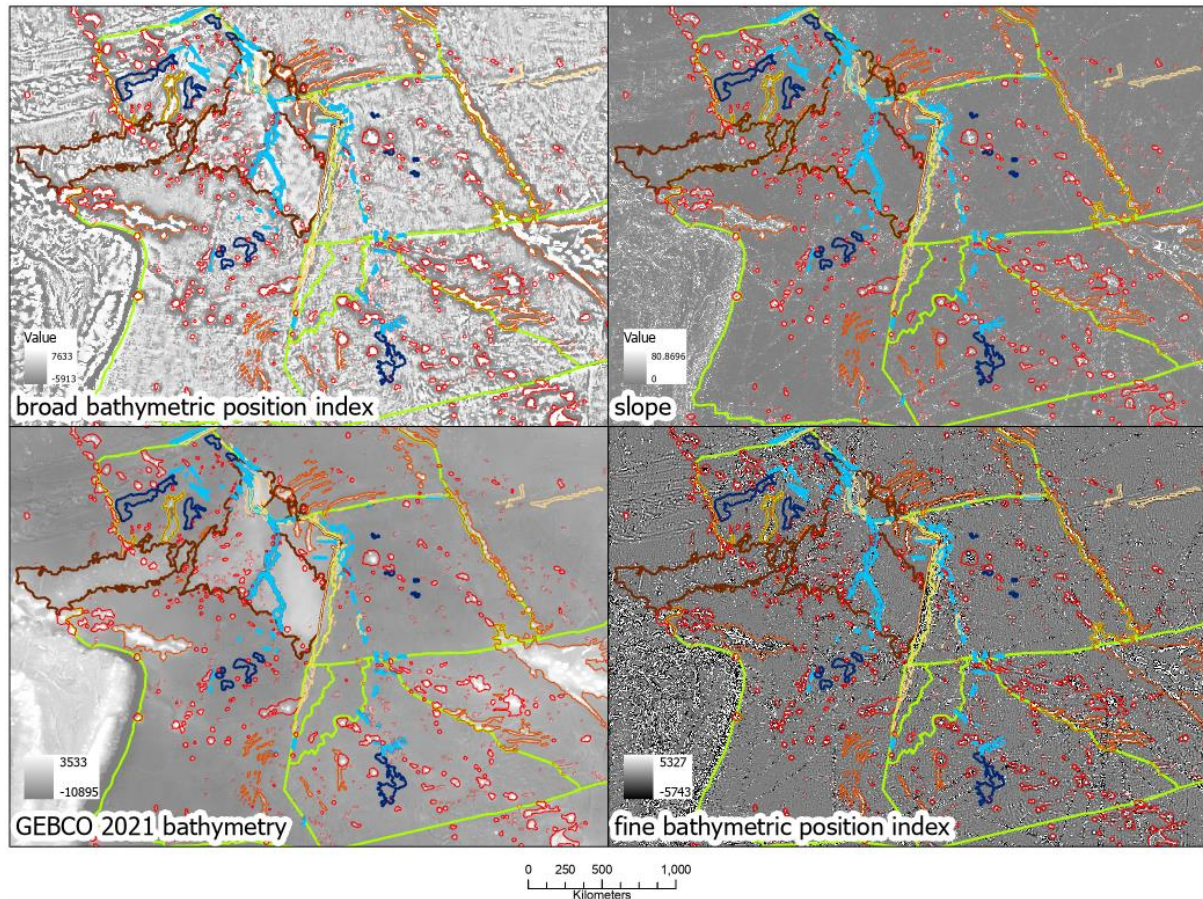 Value
7633
-5913
broad bathymetric position index
Value
80.8696
0
slope
3533
-10895
GEBCO 2021 bathymetry
5327
-5743
fine bathymetric position index
0 250 500 1,000
Kilometers